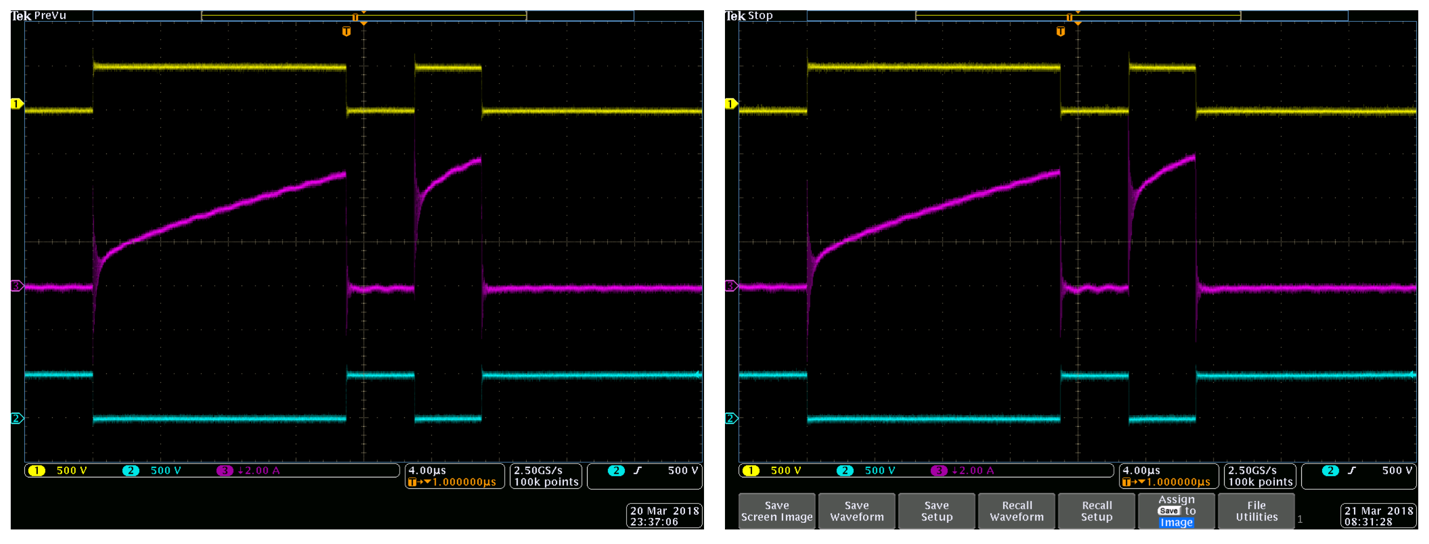 Tek PreVu
T
T
1
3
2
1 500 V 2 500 V 3 ↓2.00 A
4.00µs
T→▼1.000000µs
2.50GS/s
100k points
2 ∫ 500 V
20 Mar 2018
23:37:06
Tek Stop
T
T
1
3
2
1 500 V 2 500 V 3 ↓2.00 A
4.00µs
T→▼1.000000µs
2.50GS/s
100k points
2 ∫ 500 V
Save
Screen Image
Save
Waveform
Save
Setup
Recall
Waveform
Recall
Setup
Assign
Save to
Image
File
Utilities
1
21 Mar 2018
08:31:28